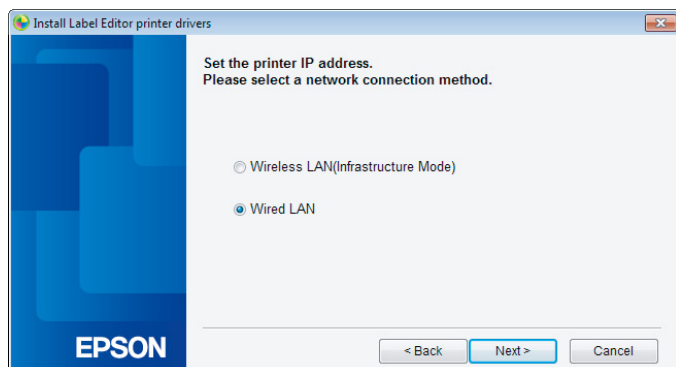 Install Label Editor printer drivers
Set the printer IP address.
Please select a network connection method.
Wireless LAN(Infrastructure Mode)
Wired LAN
EPSON
< Back
Next >
Cancel